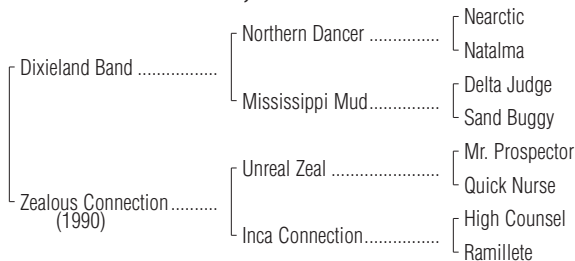 Nearctic
Northern Dancer ...............
Natalma
Dixieland Band .................
Delta Judge
Mississippi Mud...............
Sand Buggy
Mr. Prospector
Unreal Zeal .......................
Quick Nurse
Zealous Connection..........
(1990)
High Counsel
Inca Connection................
Ramillete